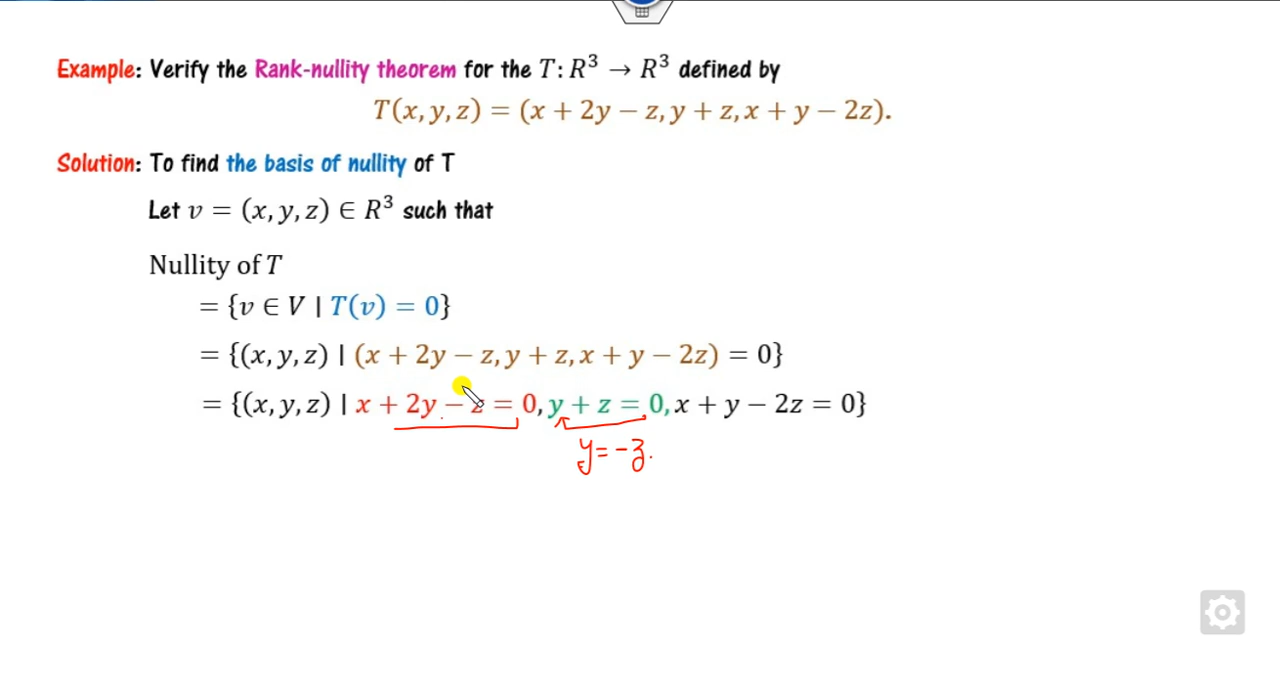 Example: Verify the Rank-nullity theorem for the T: R³ → R³ defined by
T(x, y, z) = (x + 2y − z, y + z, x + y − 2z).
Solution: To find the basis of nullity of T
Let v = (x, y, z) ∈ R³ such that
Nullity of T
= {v ∈ V | T(v) = 0}
= {(x, y, z) | (x + 2y − z, y + z, x + y − 2z) = 0}
= {(x, y, z) | x + 2y − z = 0, y + z = 0, x + y − 2z = 0}
y = -z.